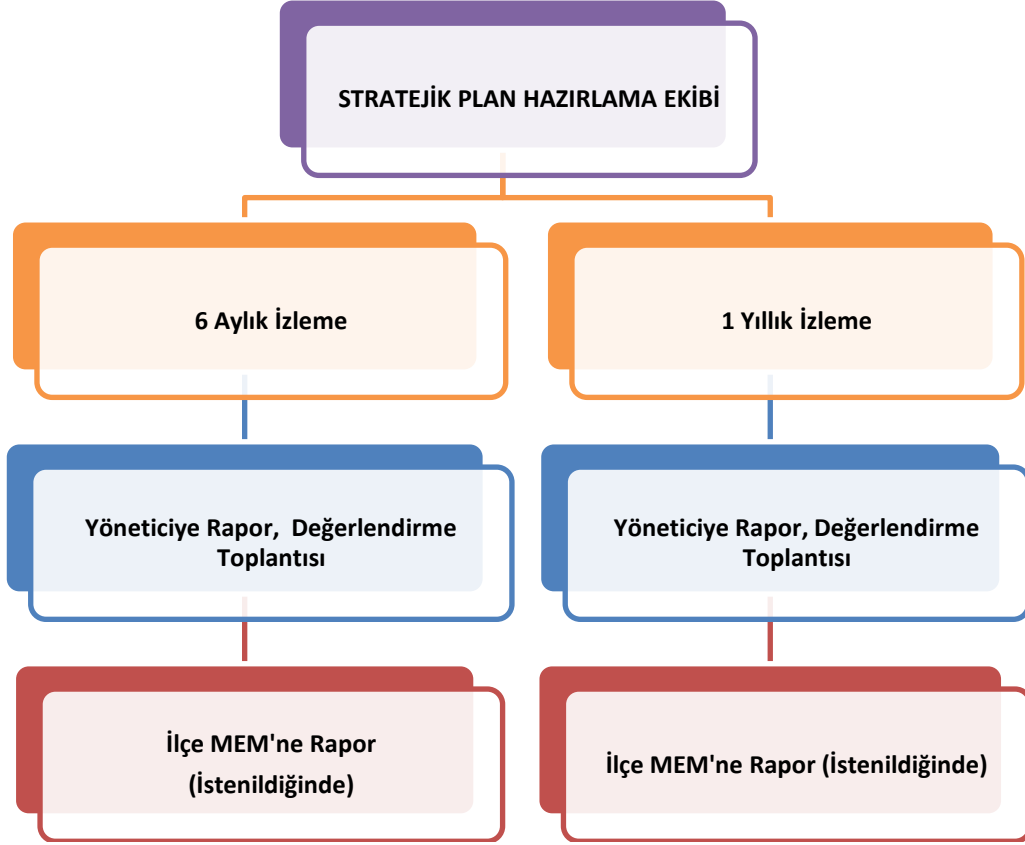 STRATEJİK PLAN HAZIRLAMA EKİBİ
6 Aylık İzleme
1 Yıllık İzleme
Yöneticiye Rapor,  Değerlendirme
Toplantısı
Yöneticiye Rapor, Değerlendirme
Toplantısı
İlçe MEM'ne Rapor
(İstenildiğinde)
İlçe MEM'ne Rapor (İstenildiğinde)